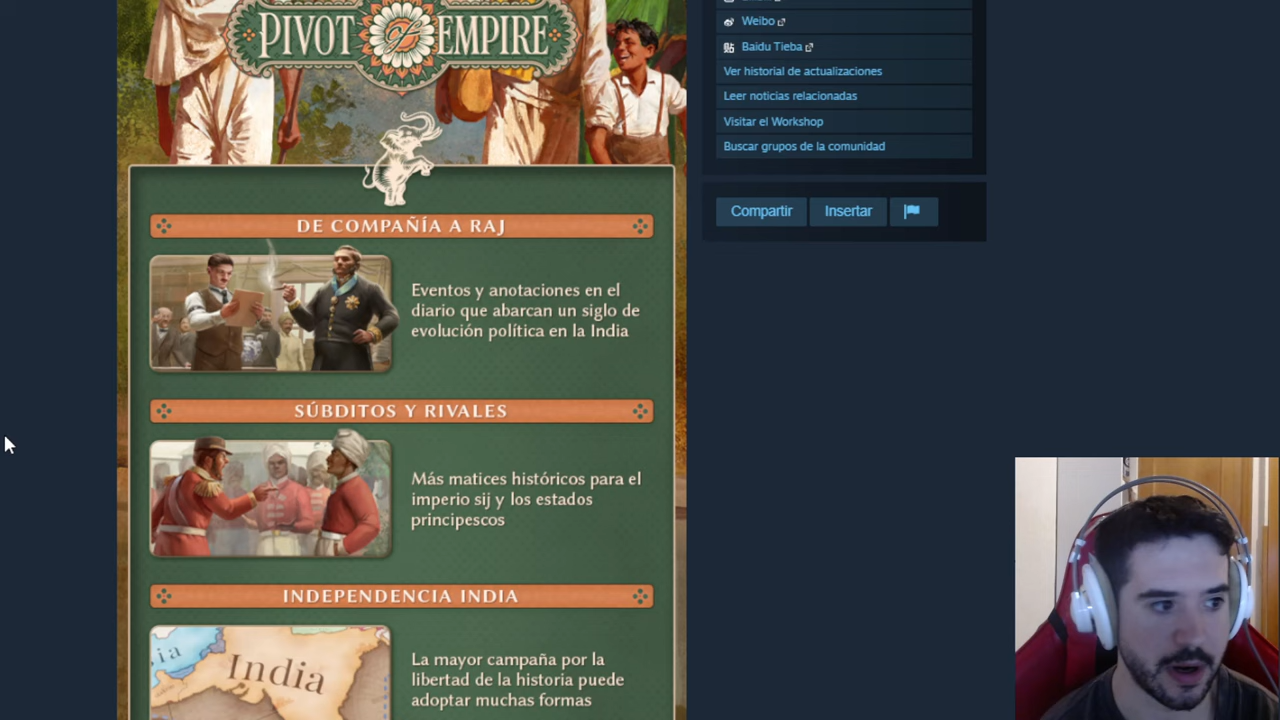 PIVOT of EMPIRE
Weibo
Baidu Tieba
Ver historial de actualizaciones
Leer noticias relacionadas
Visitar el Workshop
Buscar grupos de la comunidad
Compartir
Insertar
DE COMPAÑÍA A RAJ
Eventos y anotaciones en el
diario que abarcan un siglo de
evolución política en la India
SÚBDITOS Y RIVALES
Más matices históricos para el
imperio sij y los estados
principescos
INDEPENDENCIA INDIA
ia
India
La mayor campaña por la
libertad de la historia puede
adoptar muchas formas